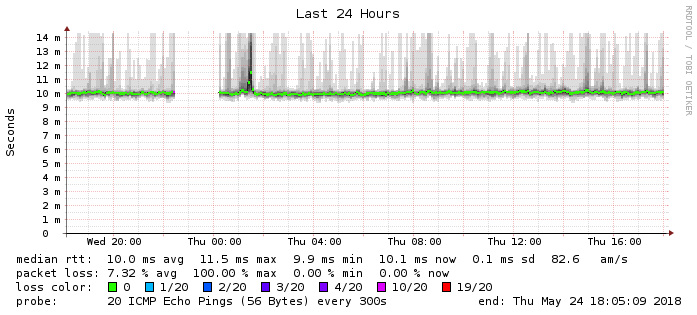 Last 24 Hours
RRDTOOL / TOBI OETIKER
Seconds
14 m
13 m
12 m
11 m
10 m
9 m
8 m
7 m
6 m
5 m
4 m
3 m
2 m
1 m
0
Wed 20:00 Thu 00:00 Thu 04:00 Thu 08:00 Thu 12:00 Thu 16:00
median rtt: 10.0 ms avg 11.5 ms max 9.9 ms min 10.1 ms now 0.1 ms sd 82.6 am/s
packet loss: 7.32 % avg 100.00 % max 0.00 % min 0.00 % now
loss color: 0 1/20 2/20 3/20 4/20 10/20 19/20
probe: 20 ICMP Echo Pings (56 Bytes) every 300s end: Thu May 24 18:05:09 2018